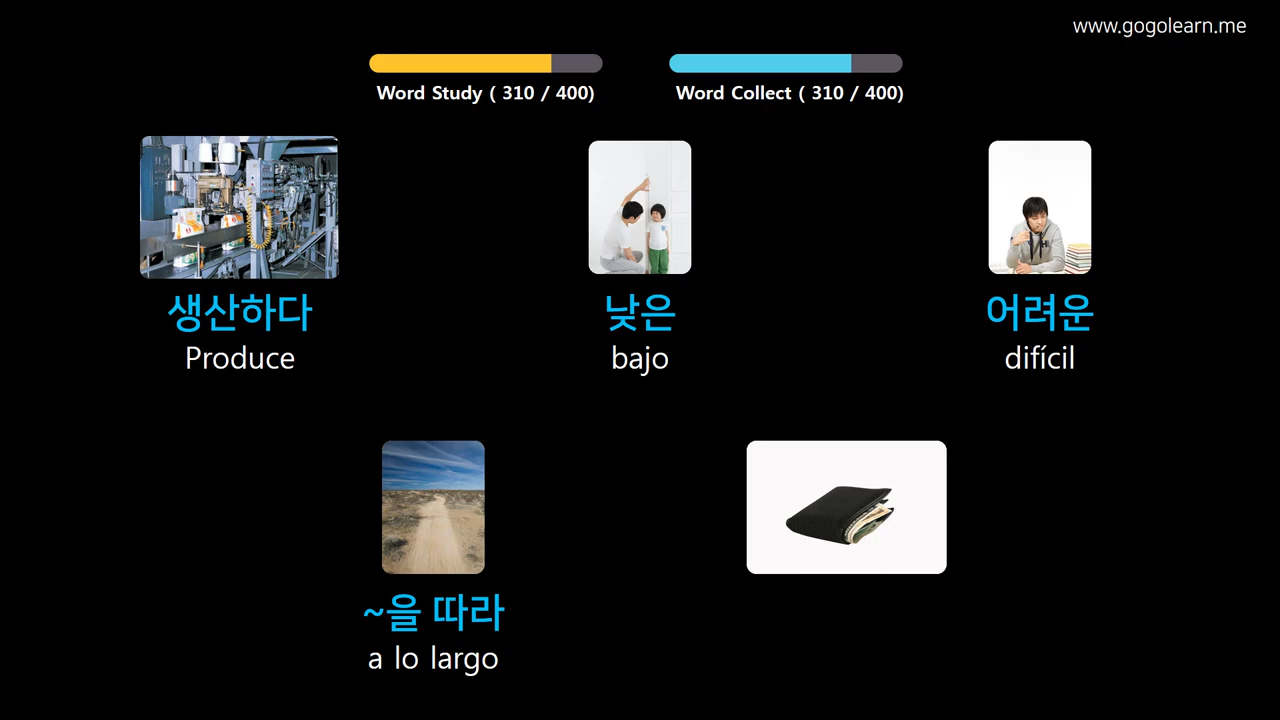 www.gogolearn.me
Word Study ( 310 / 400)
Word Collect ( 310 / 400)
생산하다
Produce
낮은
bajo
어려운
difícil
~을 따라
a lo largo